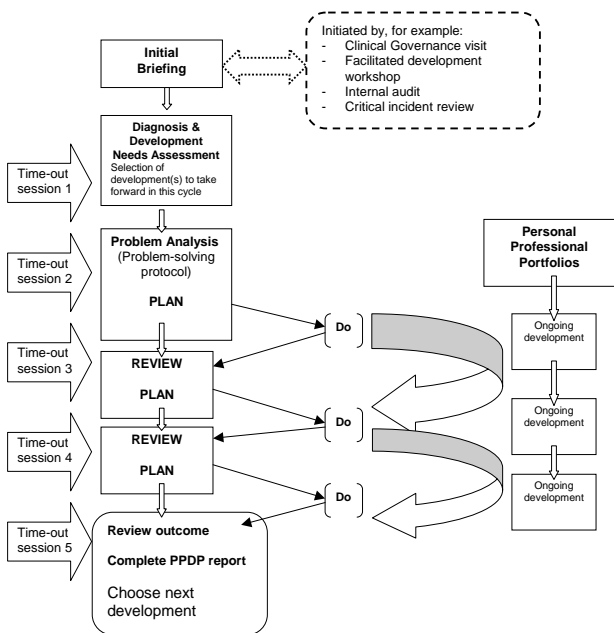 Initial
Briefing
Initiated by, for example:
- Clinical Governance visit
- Facilitated development
workshop
- Internal audit
- Critical incident review
Time-out
session 1
Diagnosis &
Development
Needs Assessment
Selection of
development(s) to take
forward in this cycle
Time-out
session 2
Problem Analysis
(Problem-solving
protocol)
PLAN
Do
Personal
Professional
Portfolios
Ongoing
development
Time-out
session 3
REVIEW
PLAN
Do
Ongoing
development
Time-out
session 4
REVIEW
PLAN
Do
Ongoing
development
Time-out
session 5
Review outcome
Complete PPDP report
Choose next
development